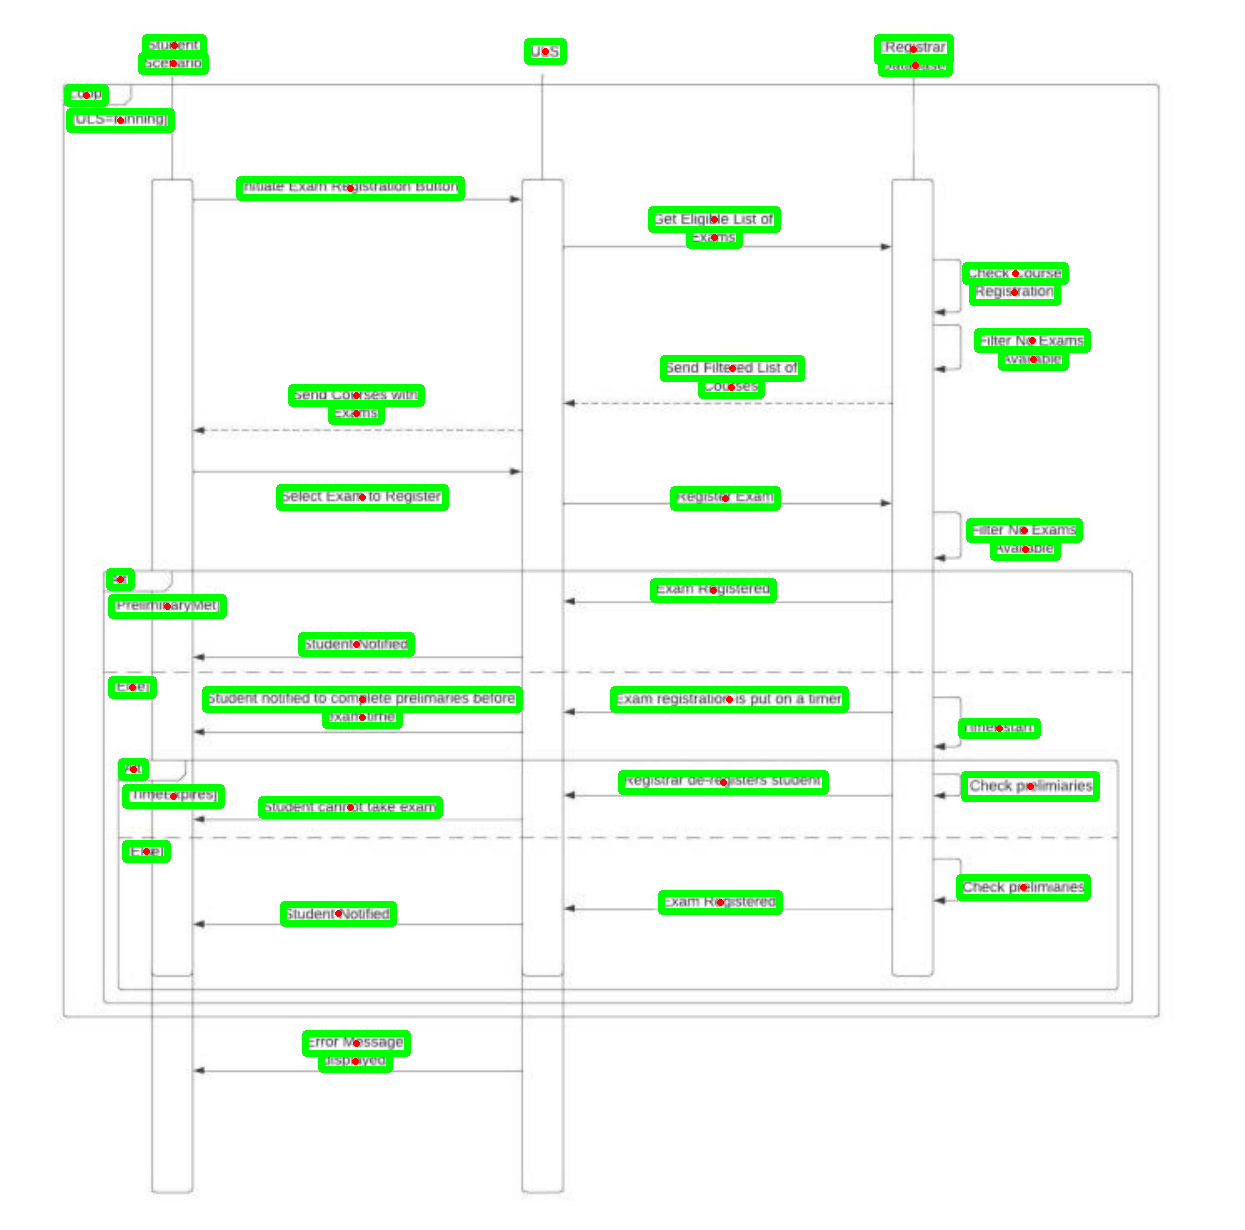 Student
Scenario
ULS
:Registrar
Database
Loop
[ULS=running]
Initiate Exam Registration Button
Get Eligible List of
Exams
Check Course
Registration
Filter No Exams
Available
Send Filtered List of
Courses
Send Courses with
Exams
Select Exam to Register
Register Exam
Filter No Exams
Available
Alt
PreliminaryMet]
Exam Registered
Student Notified
[Else]
Student notified to complete prelimaries before
exam time
Exam registration is put on a timer
Timer start
Alt
[TimeExpires]
Registrar de-registers student
Check prelimiaries
Student cannot take exam
[Else]
Check prelimiaries
Exam Registered
Student Notified
Error Message
displayed